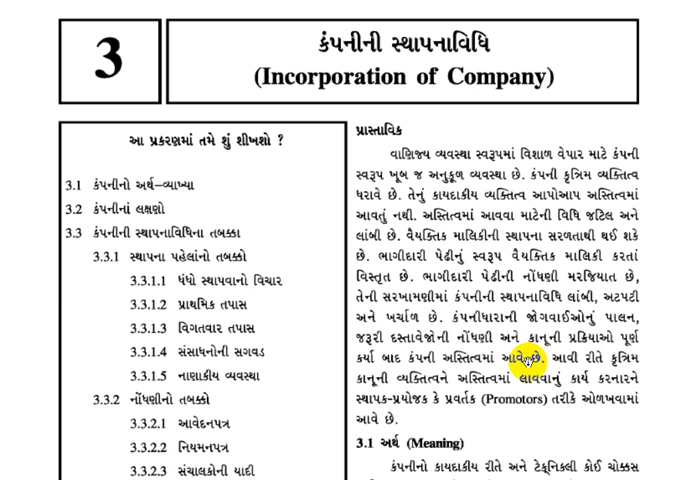 3
કંપનીની સ્થાપનાવિધિ
(Incorporation of Company)
આ પ્રકરણમાં તમે શું શીખશો ?
3.1 કંપનીનો અર્થ–વ્યાખ્યા
3.2 કંપનીનાં લક્ષણો
3.3 કંપનીની સ્થાપનાવિધિના તબક્કા
3.3.1 સ્થાપના પહેલાંનો તબક્કો
3.3.1.1 ધંધો સ્થાપવાનો વિચાર
3.3.1.2 પ્રાથમિક તપાસ
3.3.1.3 વિગતવાર તપાસ
3.3.1.4 સંસાધનોની સગવડ
3.3.1.5 નાણાકીય વ્યવસ્થા
3.3.2 નોંધણીનો તબક્કો
3.3.2.1 આવેદનપત્ર
3.3.2.2 નિયમનપત્ર
3.3.2.3 સંચાલકોની યાદી
પ્રાસ્તાવિક
વાણિજ્ય વ્યવસ્થા સ્વરૂપમાં વિશાળ વેપાર માટે કંપની
સ્વરૂપ ખૂબ જ અનુકૂળ વ્યવસ્થા છે. કંપની કૃત્રિમ વ્યક્તિત્વ
ધરાવે છે. તેનું કાયદાકીય વ્યક્તિત્વ આપોઆપ અસ્તિત્વમાં
આવતું નથી. અસ્તિત્વમાં આવવા માટેની વિધિ જટિલ અને
લાંબી છે. વૈયક્તિક માલિકીની સ્થાપના સરળતાથી થઈ શકે
છે. ભાગીદારી પેઢીનું સ્વરૂપ વૈયક્તિક માલિકી કરતાં
વિસ્તૃત છે. ભાગીદારી પેઢીની નોંધણી મરજિયાત છે,
તેની સરખામણીમાં કંપનીની સ્થાપનાવિધિ લાંબી, અટપટી
અને ખર્ચાળ છે. કંપનીધારાની જોગવાઈઓનું પાલન,
જરૂરી દસ્તાવેજોની નોંધણી અને કાનૂની પ્રક્રિયાઓ પૂર્ણ
કર્યા બાદ કંપની અસ્તિત્વમાં આવે છે. આવી રીતે કૃત્રિમ
કાનૂની વ્યક્તિત્વને અસ્તિત્વમાં લાવવાનું કાર્ય કરનારને
સ્થાપક-પ્રયોજક કે પ્રવર્તક (Promotors) તરીકે ઓળખવામાં
આવે છે.
3.1 અર્થ (Meaning)
કંપનીનો કાયદાકીય રીતે અને ટેકનિકલી કોઈ ચોક્કસ